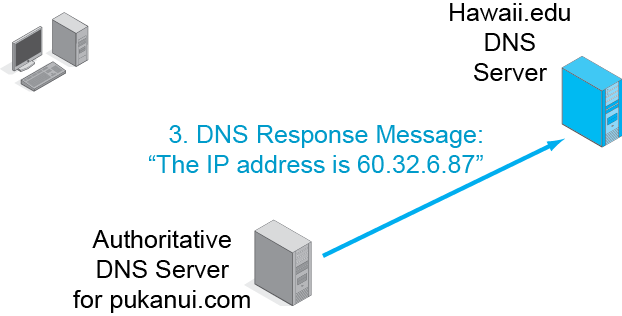 Hawaii.edu
DNS
Server
3. DNS Response Message:
“The IP address is 60.32.6.87”
Authoritative
DNS Server
for pukanui.com